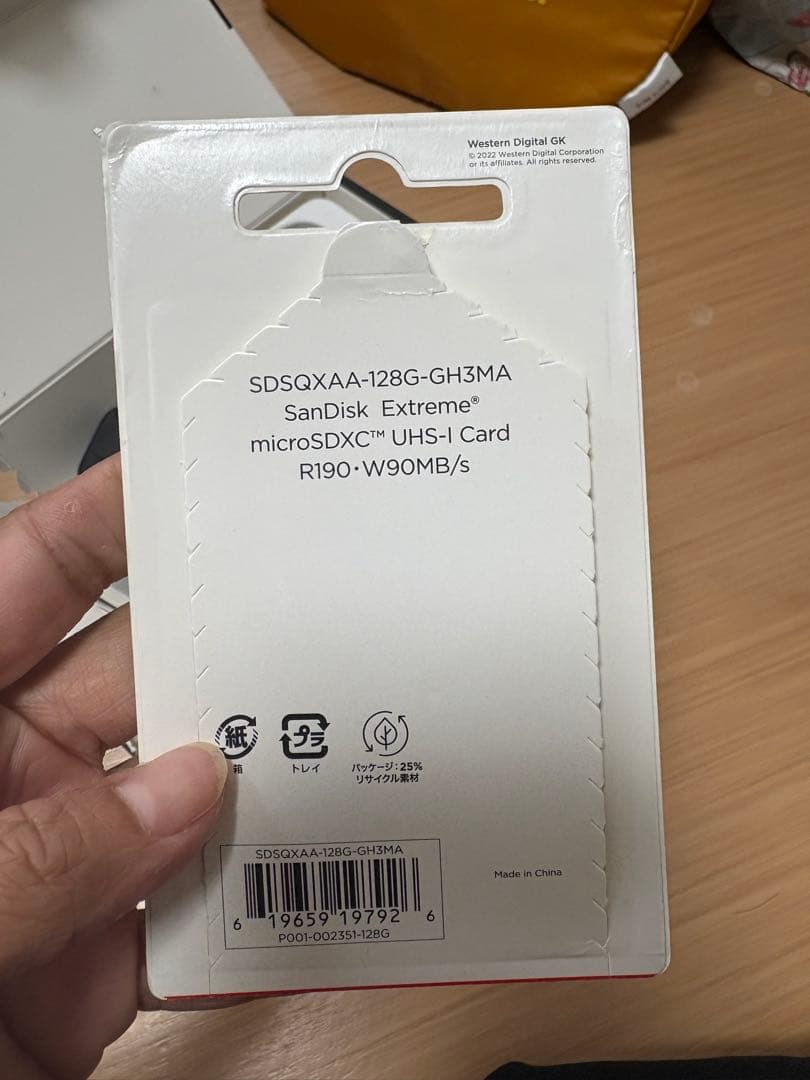 Western Digital GK
© 2022 Western Digital Corporation
or its affiliates. All rights reserved.
SDSQXAA-128G-GH3MA
SanDisk Extreme®
microSDXC™ UHS-I Card
R190・W90MB/s
紙
箱
プラ
トレイ
パッケージ：25%
リサイクル素材
SDSQXAA-128G-GH3MA
6 19659 19792 6
P001-002351-128G
Made in China